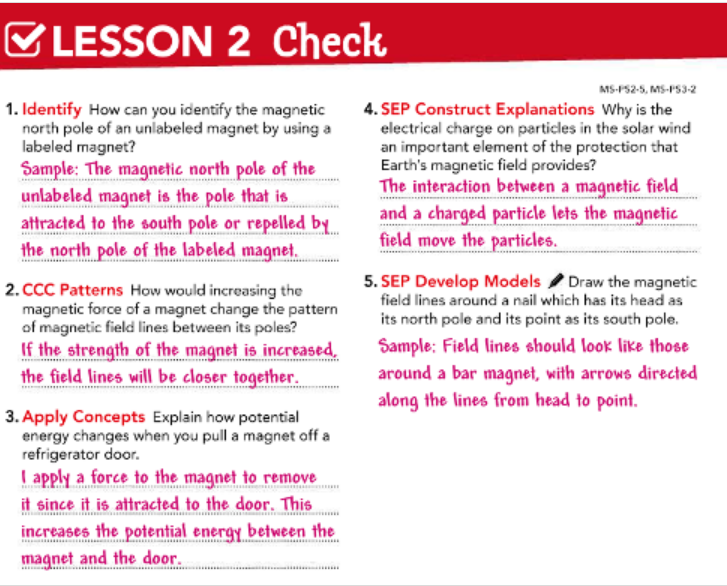 LESSON 2 Check
MS-PS2-5, MS-PS3-2
1. Identify How can you identify the magnetic
north pole of an unlabeled magnet by using a
labeled magnet?
Sample: The magnetic north pole of the
unlabeled magnet is the pole that is
attracted to the south pole or repelled by
the north pole of the labeled magnet.
2. CCC Patterns How would increasing the
magnetic force of a magnet change the pattern
of magnetic field lines between its poles?
If the strength of the magnet is increased,
the field lines will be closer together.
3. Apply Concepts Explain how potential
energy changes when you pull a magnet off a
refrigerator door.
I apply a force to the magnet to remove
it since it is attracted to the door. This
increases the potential energy between the
magnet and the door.
4. SEP Construct Explanations Why is the
electrical charge on particles in the solar wind
an important element of the protection that
Earth's magnetic field provides?
The interaction between a magnetic field
and a charged particle lets the magnetic
field move the particles.
5. SEP Develop Models Draw the magnetic
field lines around a nail which has its head as
its north pole and its point as its south pole.
Sample: Field lines should look like those
around a bar magnet, with arrows directed
along the lines from head to point.